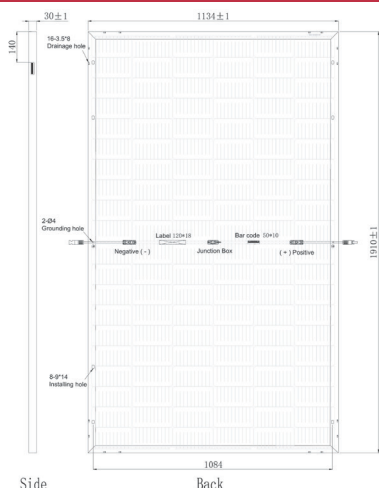 30±1
1134±1
140
16-3.5*8
Drainage hole
2-Ø4
Grounding hole
Label 120*18
Bar code 50*10
Negative ( - )
Junction Box
( + ) Positive
1910±1
8-9*14
Installing hole
1084
Side
Back